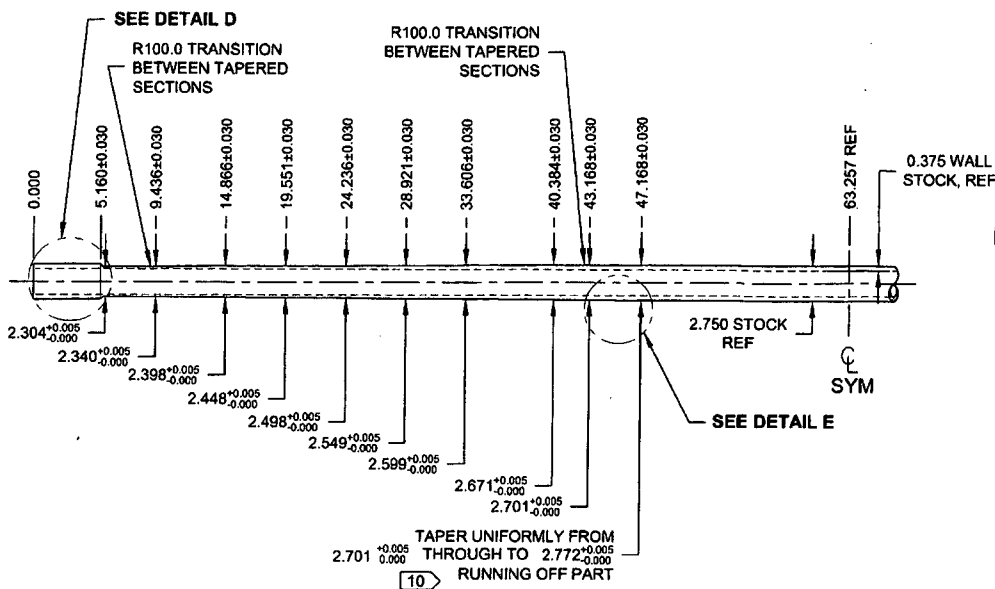 SEE DETAIL D
R100.0 TRANSITION
BETWEEN TAPERED
SECTIONS
R100.0 TRANSITION
BETWEEN TAPERED
SECTIONS
0.000
5.160±0.030
9.436±0.030
14.866±0.030
19.551±0.030
24.236±0.030
28.921±0.030
33.606±0.030
40.384±0.030
43.168±0.030
47.168±0.030
63.257 REF
0.375 WALL
STOCK, REF
2.304 +0.005 -0.000
2.340 +0.005 -0.000
2.398 +0.005 -0.000
2.448 +0.005 -0.000
2.498 +0.005 -0.000
2.549 +0.005 -0.000
2.599 +0.005 -0.000
2.671 +0.005 -0.000
2.701 +0.005 -0.000
2.750 STOCK
REF
CL
SYM
SEE DETAIL E
TAPER UNIFORMLY FROM
2.701 +0.005 0.000 THROUGH TO 2.772 +0.005 -0.000
RUNNING OFF PART
10